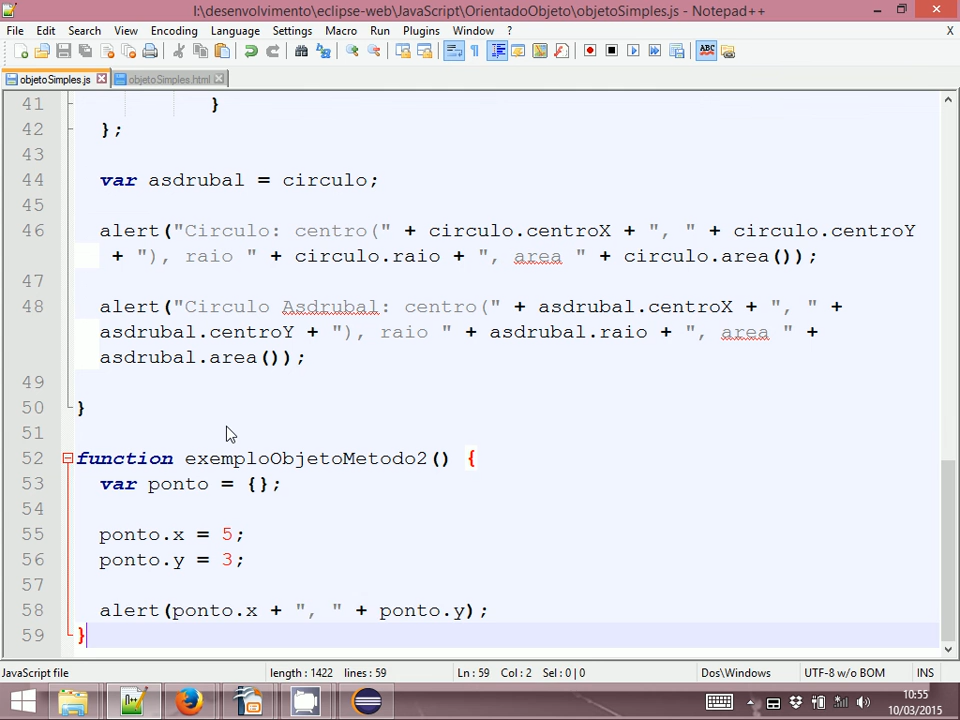 I:\desenvolvimento\eclipse-web\JavaScript\OrientadoObjeto\objetoSimples.js - Notepad++
File Edit Search View Encoding Language Settings Macro Run Plugins Window ? X
objetoSimples.js objetoSimples.html
41 }
42 };
43
44 var asdrubal = circulo;
45
46 alert("Circulo: centro(" + circulo.centroX + ", " + circulo.centroY
+ "), raio " + circulo.raio + ", area " + circulo.area());
47
48 alert("Circulo Asdrubal: centro(" + asdrubal.centroX + ", " +
asdrubal.centroY + "), raio " + asdrubal.raio + ", area " +
asdrubal.area());
49
50 }
51
52 function exemploObjetoMetodo2() {
53 var ponto = {};
54
55 ponto.x = 5;
56 ponto.y = 3;
57
58 alert(ponto.x + ", " + ponto.y);
59 }
JavaScript file length : 1422 lines : 59 Ln : 59 Col : 2 Sel : 0 | 0 Dos\Windows UTF-8 w/o BOM INS
10:55
10/03/2015